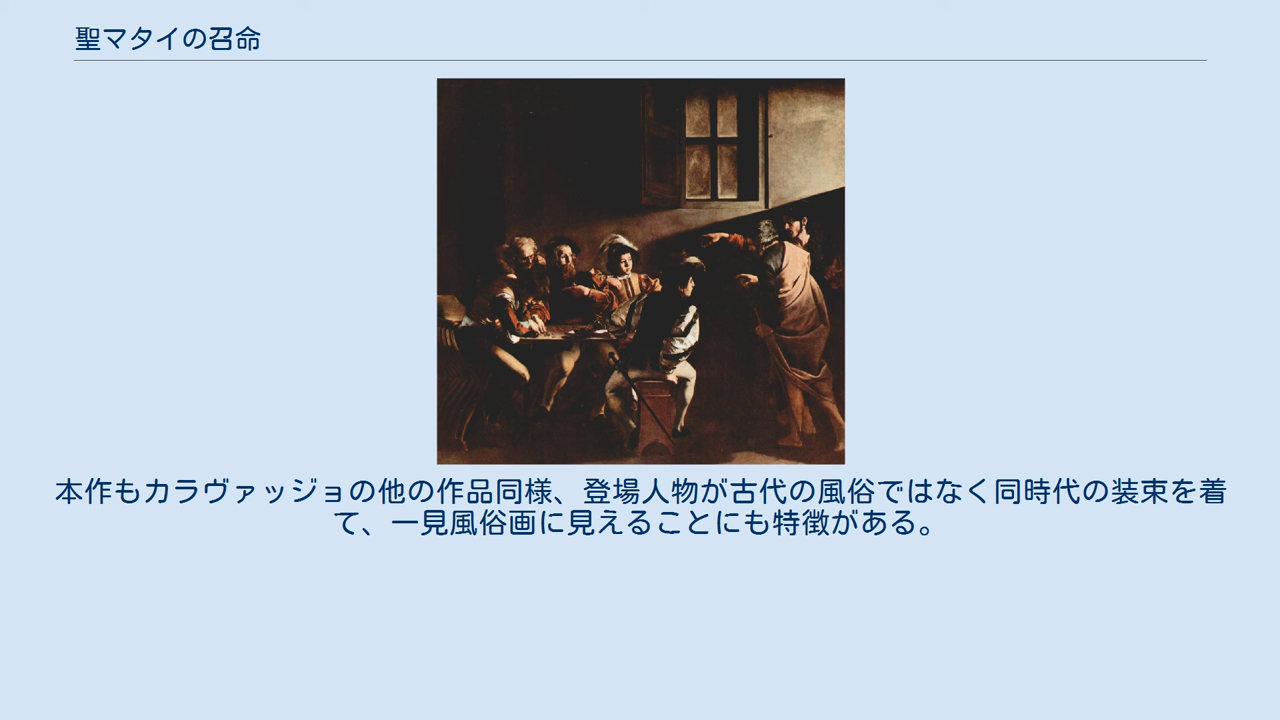 聖マタイの召命
本作もカラヴァッジョの他の作品同様、登場人物が古代の風俗ではなく同時代の装束を着
て、一見風俗画に見えることにも特徴がある。